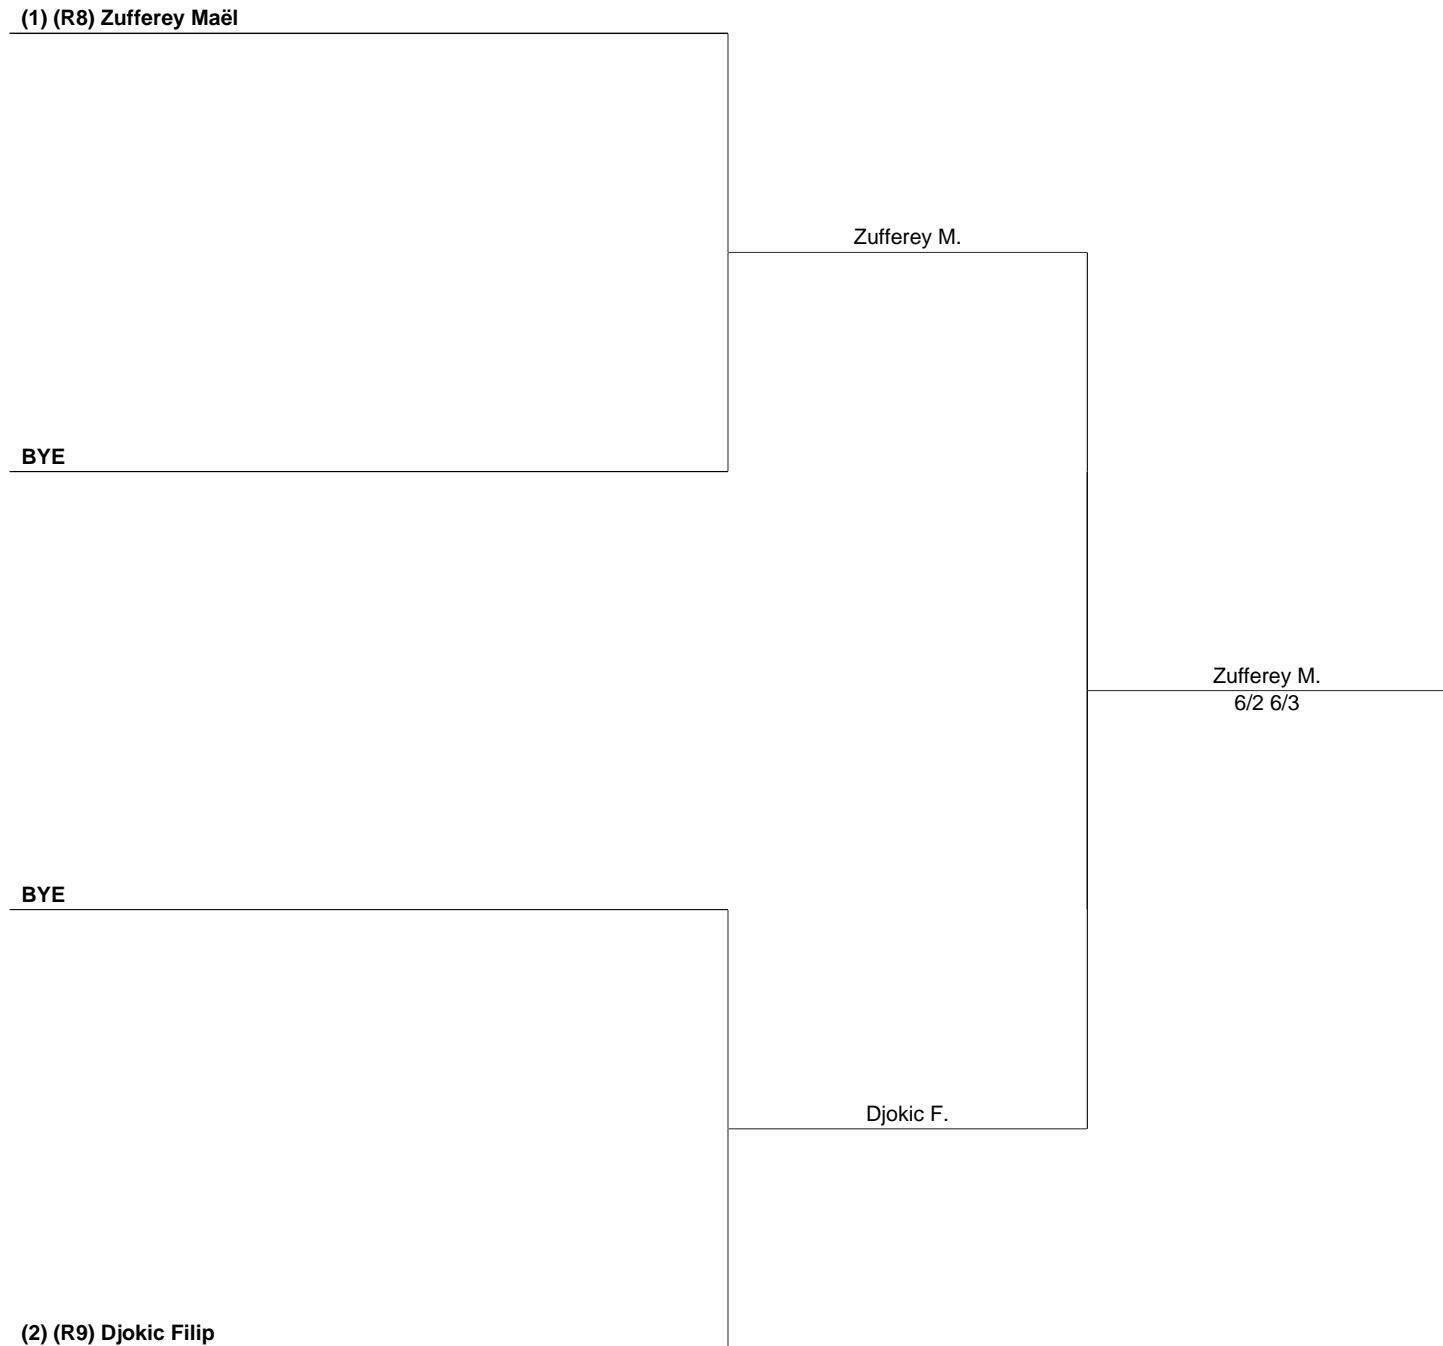 (1) (R8) Zufferey Maël
Zufferey M.
BYE
Zufferey M.
6/2 6/3
BYE
Djokic F.
(2) (R9) Djokic Filip